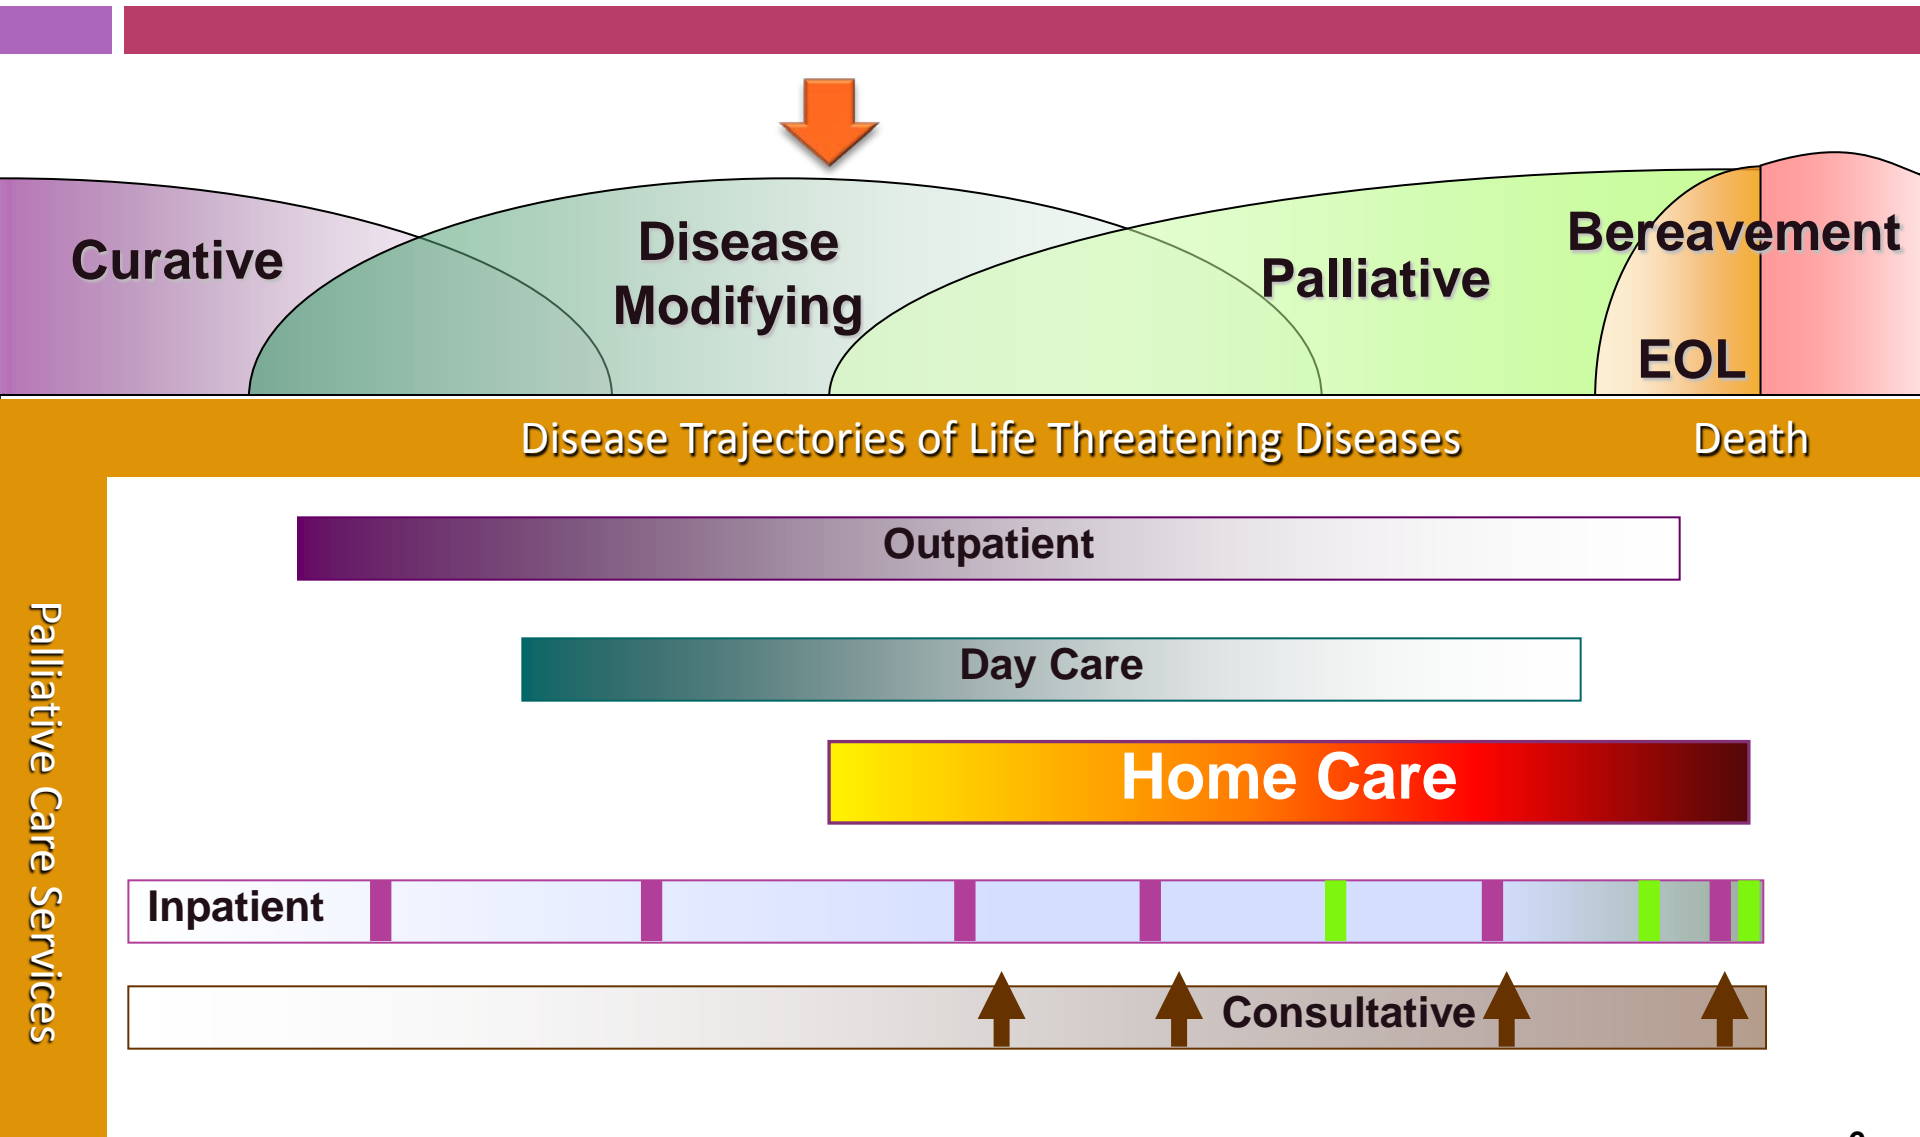 Curative
Disease
Modifying
Palliative
Bereavement
EOL
Disease Trajectories of Life Threatening Diseases
Death
Palliative Care Services
Outpatient
Day Care
Home Care
Inpatient
Consultative